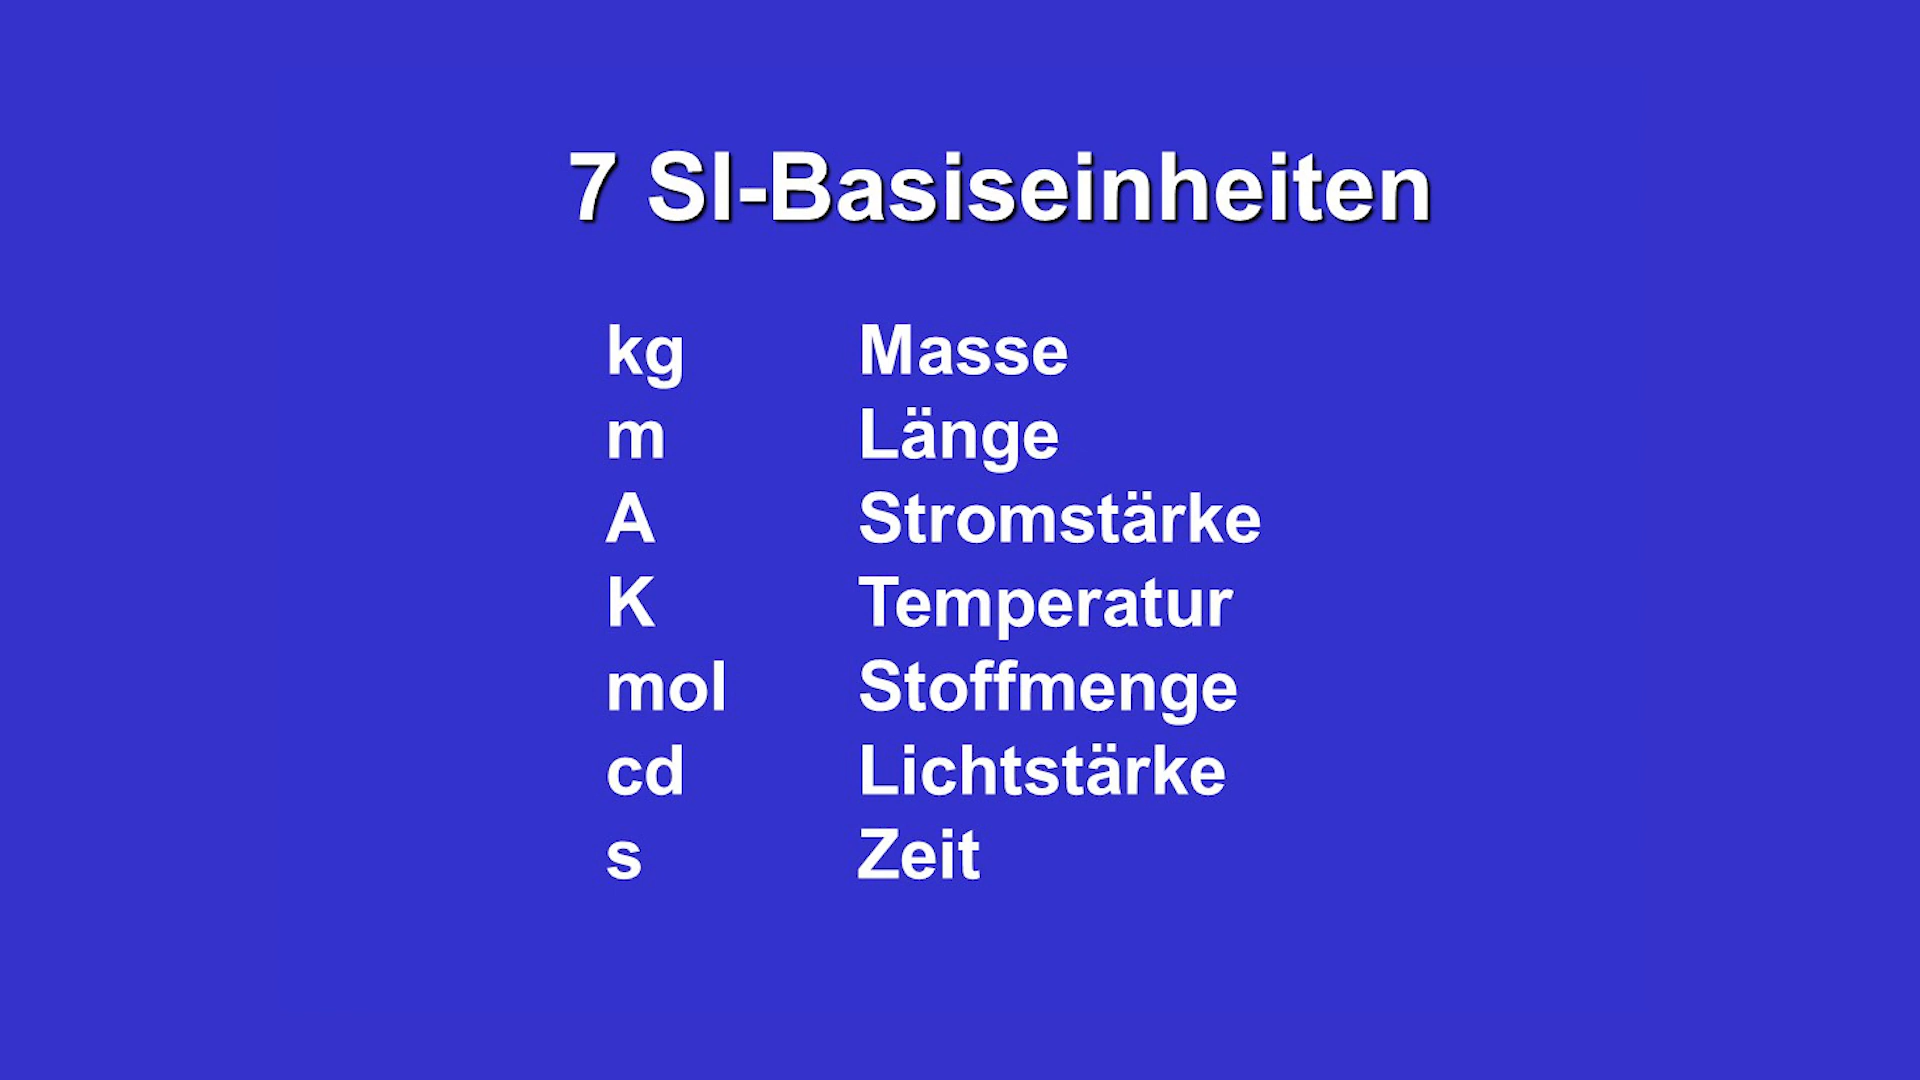 7 SI-Basiseinheiten
kg Masse
m Länge
A Stromstärke
K Temperatur
mol Stoffmenge
cd Lichtstärke
s Zeit